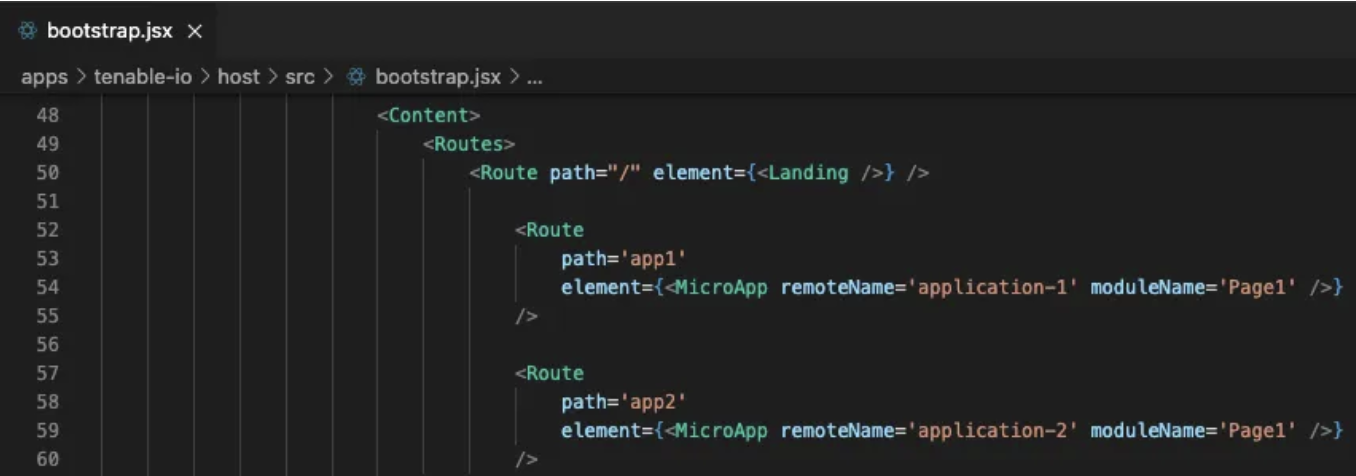 bootstrap.jsx ×
apps > tenable-io > host > src > bootstrap.jsx > ...
48 <Content>
49 <Routes>
50 <Route path="/" element={<Landing />} />
51
52 <Route
53 path='app1'
54 element={<MicroApp remoteName='application-1' moduleName='Page1' />}
55 />
56
57 <Route
58 path='app2'
59 element={<MicroApp remoteName='application-2' moduleName='Page1' />}
60 />